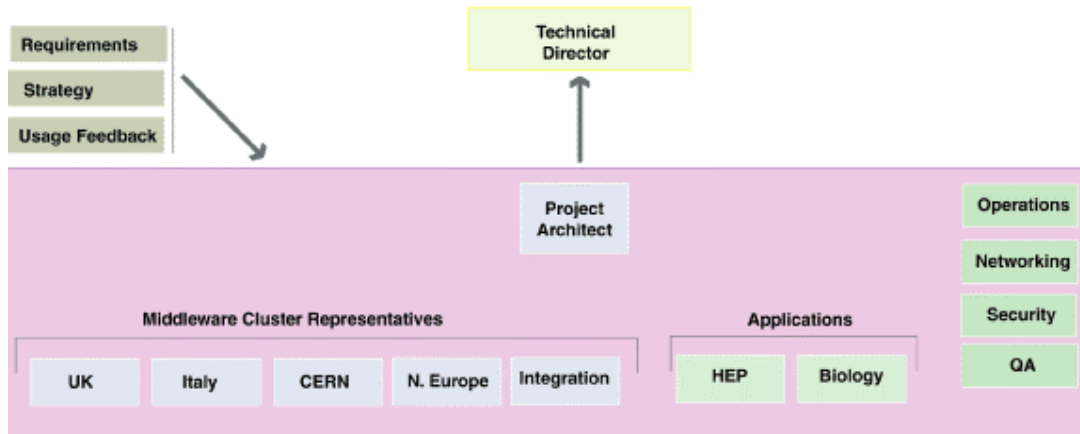 Requirements
Strategy
Usage Feedback
Technical
Director
Project
Architect
Operations
Networking
Security
QA
Middleware Cluster Representatives
UK
Italy
CERN
N. Europe
Integration
Applications
HEP
Biology